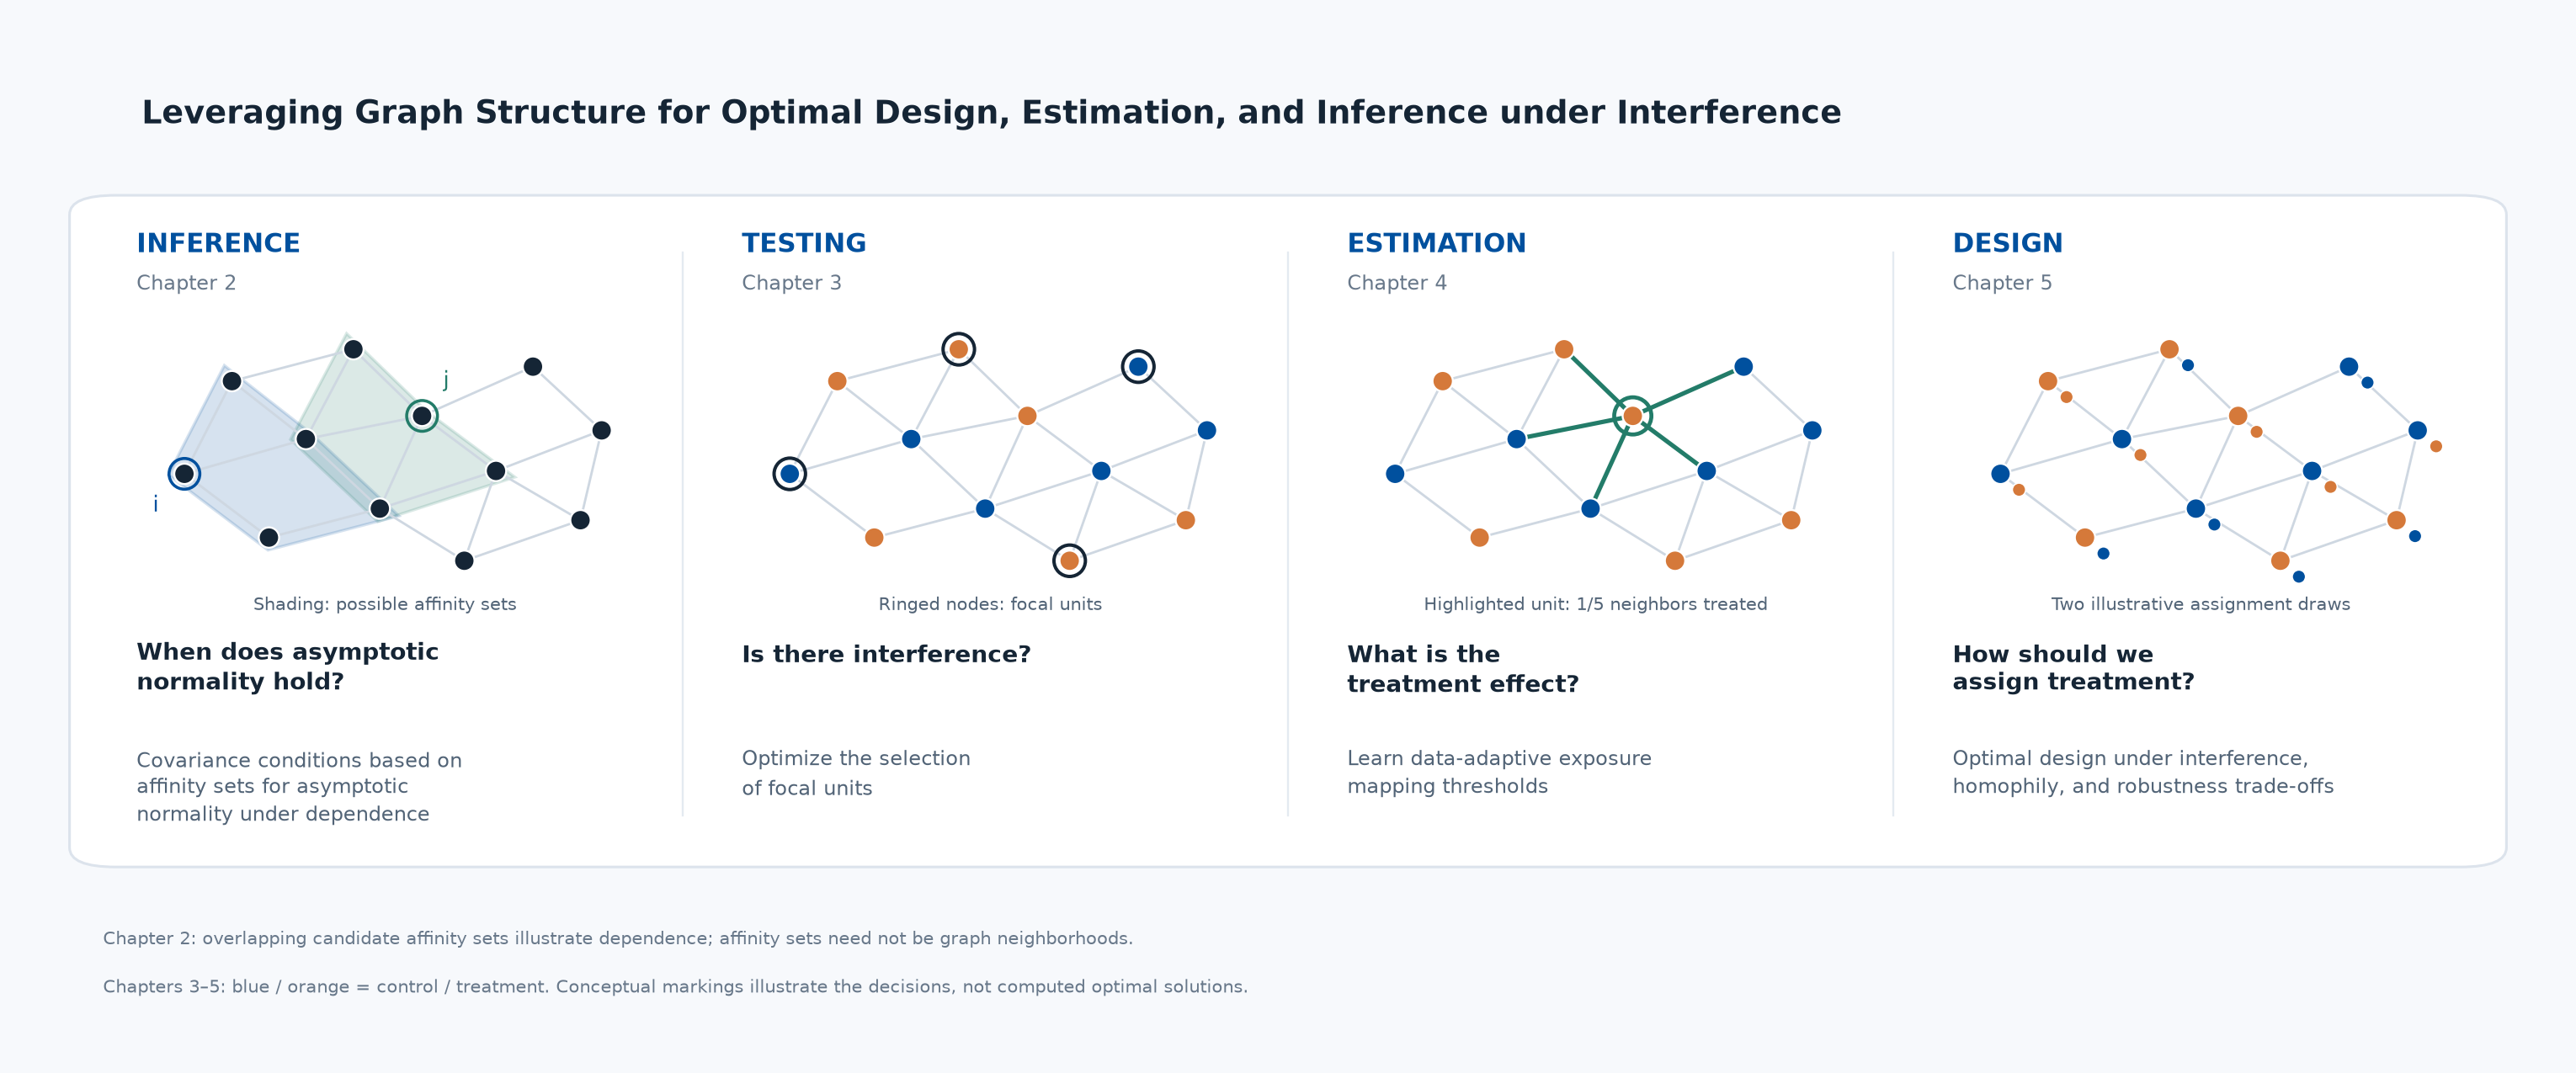 Leveraging Graph Structure for Optimal Design, Estimation, and Inference under Interference
INFERENCE
Chapter 2
j
i
Shading: possible affinity sets
When does asymptotic
normality hold?
Covariance conditions based on
affinity sets for asymptotic
normality under dependence
TESTING
Chapter 3
Ringed nodes: focal units
Is there interference?
Optimize the selection
of focal units
ESTIMATION
Chapter 4
Highlighted unit: 1/5 neighbors treated
What is the
treatment effect?
Learn data-adaptive exposure
mapping thresholds
DESIGN
Chapter 5
Two illustrative assignment draws
How should we
assign treatment?
Optimal design under interference,
homophily, and robustness trade-offs
Chapter 2: overlapping candidate affinity sets illustrate dependence; affinity sets need not be graph neighborhoods.
Chapters 3–5: blue / orange = control / treatment. Conceptual markings illustrate the decisions, not computed optimal solutions.